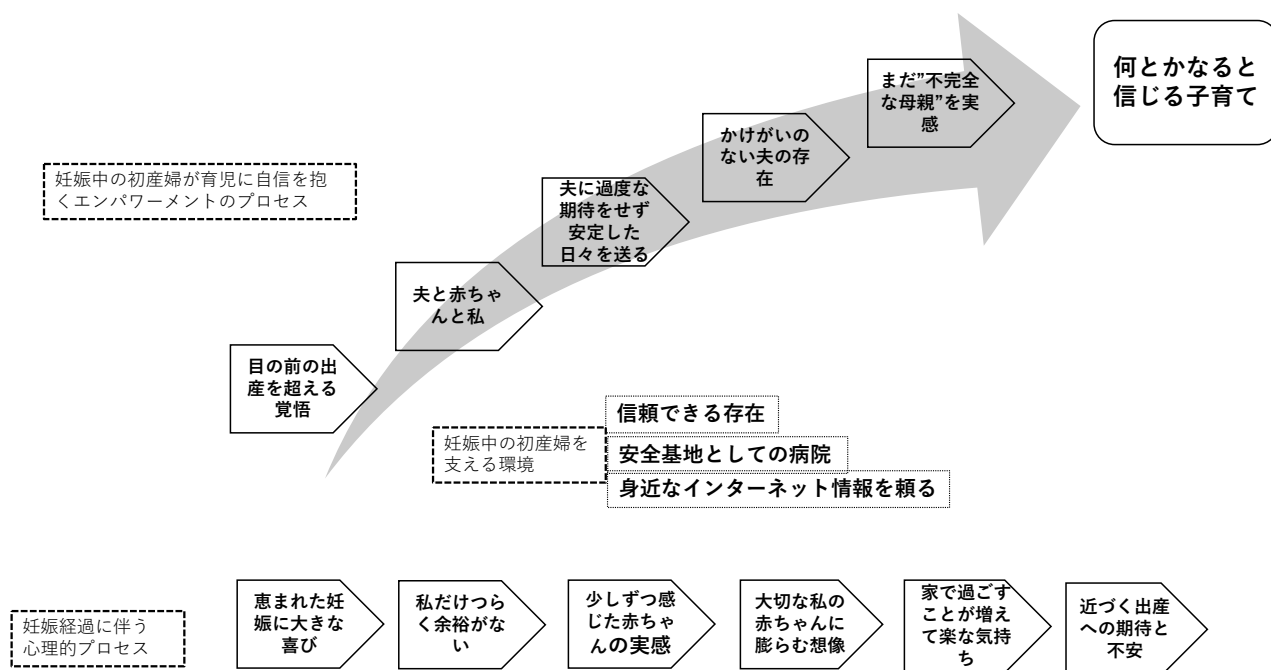 何とかなると
信じる子育て
まだ”不完全
な母親”を実
感
かけがいの
ない夫の存
在
妊娠中の初産婦が育児に自信を抱
くエンパワーメントのプロセス
夫に過度な
期待をせず
安定した
日々を送る
夫と赤ちゃ
んと私
目の前の出
産を超える
覚悟
妊娠中の初産婦を
支える環境
信頼できる存在
安全基地としての病院
身近なインターネット情報を頼る
妊娠経過に伴う
心理的プロセス
恵まれた妊
娠に大きな
喜び
私だけつら
く余裕がな
い
少しずつ感
じた赤ちゃ
んの実感
大切な私の
赤ちゃんに
膨らむ想像
家で過ごす
ことが増え
て楽な気持
ち
近づく出産
への期待と
不安